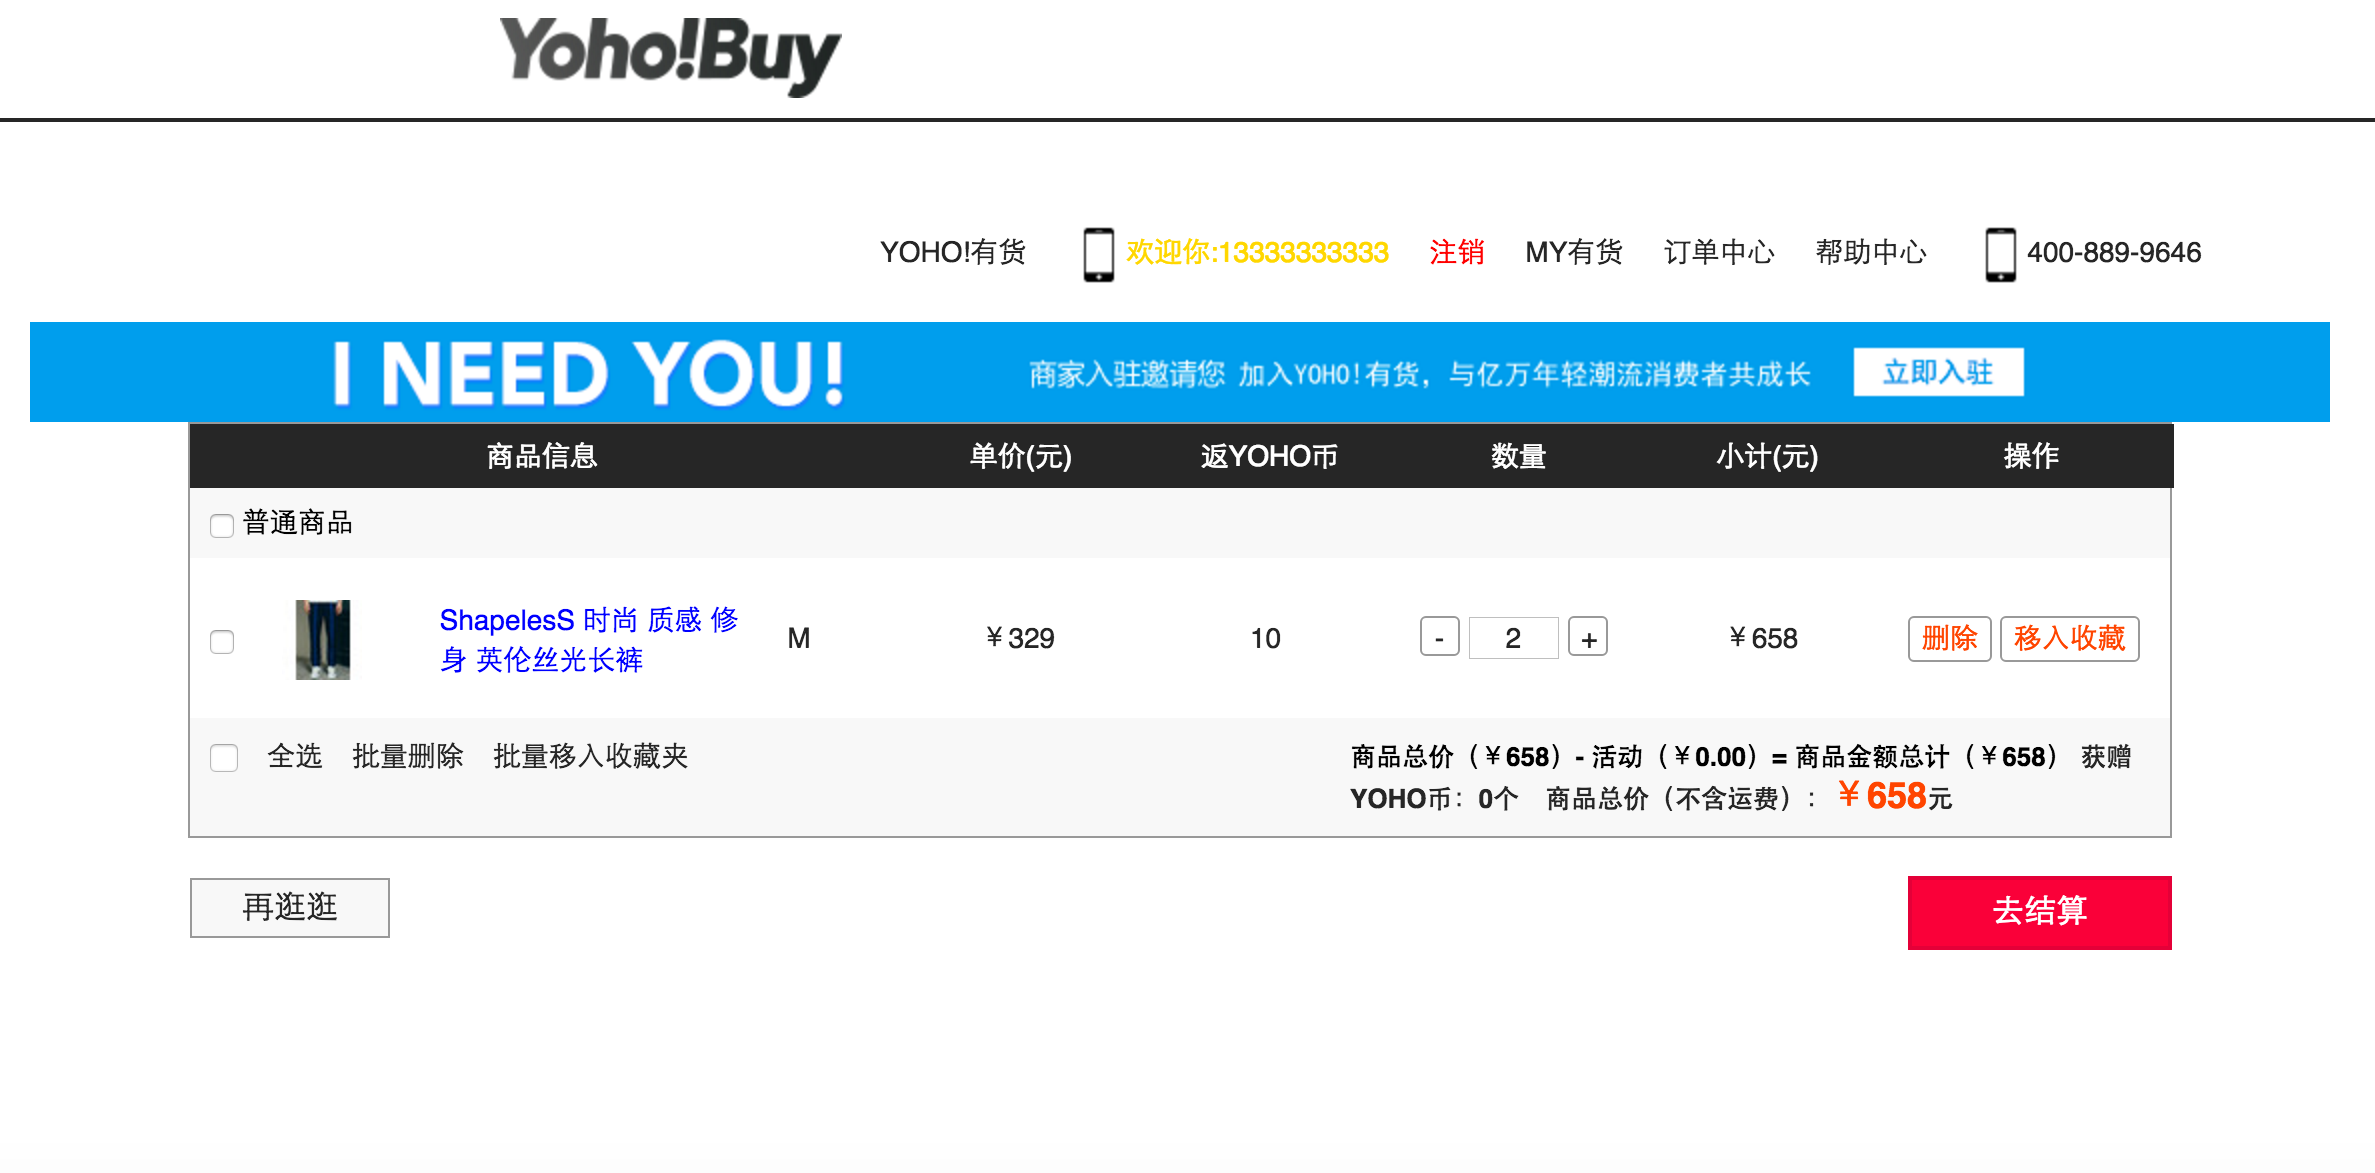 Yoho!Buy
YOHO!有货 欢迎你:13333333333 注销 MY有货 订单中心 帮助中心 400-889-9646
I NEED YOU! 商家入驻邀请您 加入YOHO!有货，与亿万年轻潮流消费者共成长 立即入驻
商品信息 单价(元) 返YOHO币 数量 小计(元) 操作
普通商品
ShapelesS 时尚 质感 修
身 英伦丝光长裤
M ￥329 10 - 2 + ￥658 删除 移入收藏
全选 批量删除 批量移入收藏夹
商品总价（￥658）- 活动（￥0.00）= 商品金额总计（￥658） 获赠
YOHO币：0个 商品总价（不含运费）：￥658元
再逛逛 去结算